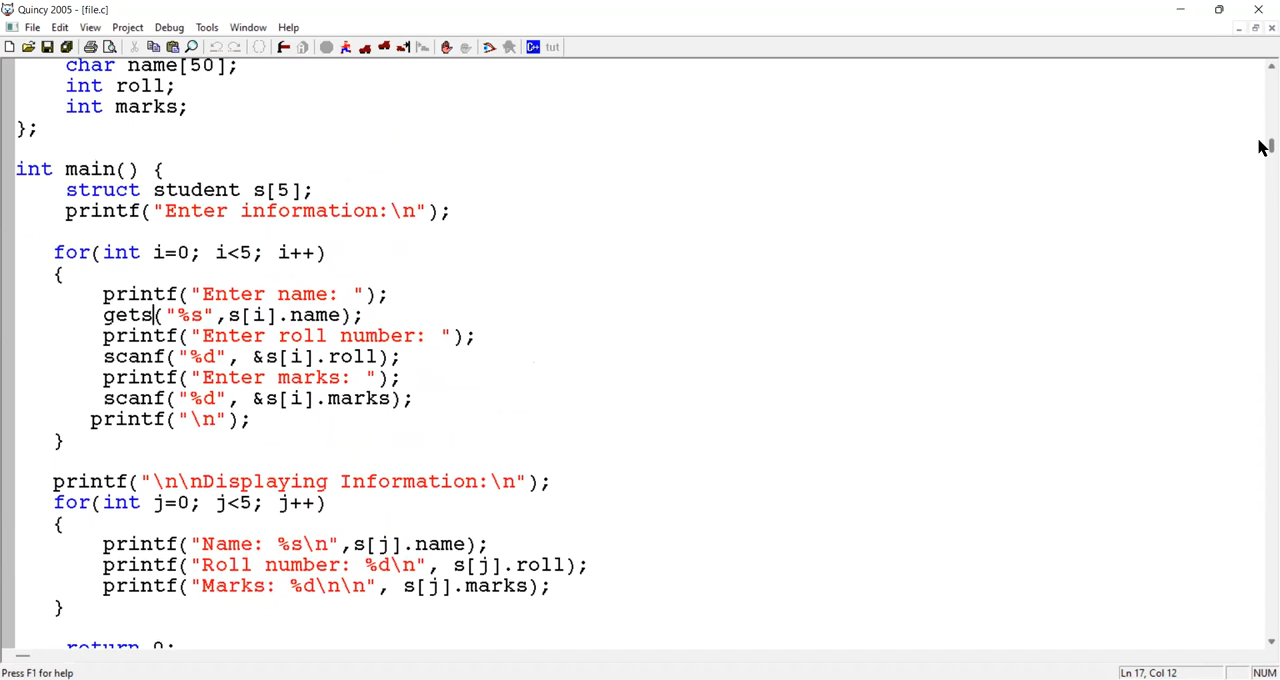 Quincy 2005 - [file.c]
File Edit View Project Debug Tools Window Help
C++ tut
char name[50];
int roll;
int marks;
};
int main() {
struct student s[5];
printf("Enter information:\n");
for(int i=0; i<5; i++)
{
printf("Enter name: ");
gets("%s",s[i].name);
printf("Enter roll number: ");
scanf("%d", &s[i].roll);
printf("Enter marks: ");
scanf("%d", &s[i].marks);
printf("\n");
}
printf("\n\nDisplaying Information:\n");
for(int j=0; j<5; j++)
{
printf("Name: %s\n",s[j].name);
printf("Roll number: %d\n", s[j].roll);
printf("Marks: %d\n\n", s[j].marks);
}
return 0;
Press F1 for help Ln 17, Col 12 NUM